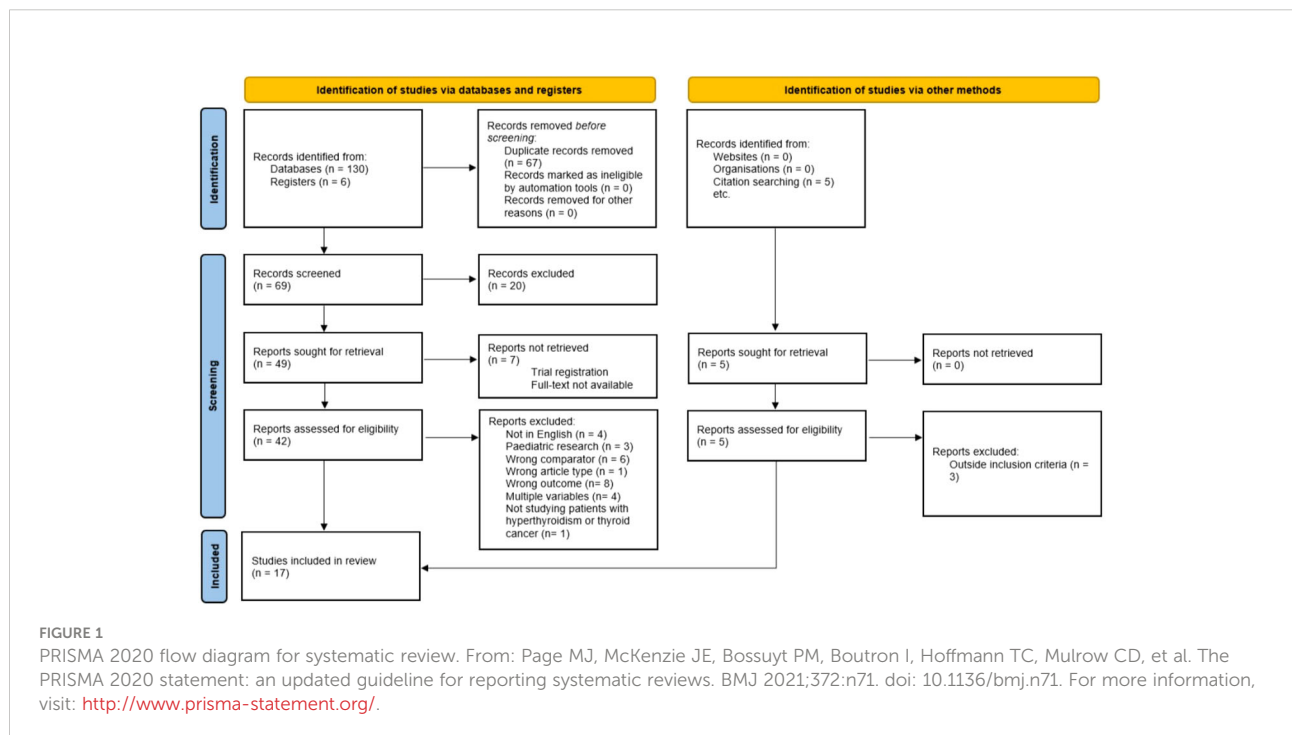 Identification of studies via databases and registers
Identification of studies via other methods
Identification
Records identified from:
Databases (n = 130)
Registers (n = 6)
Records removed before
screening:
Duplicate records removed
(n = 67)
Records marked as ineligible
by automation tools (n = 0)
Records removed for other
reasons (n = 0)
Records identified from:
Websites (n = 0)
Organisations (n = 0)
Citation searching (n = 5)
etc.
Screening
Records screened
(n = 69)
Records excluded
(n = 20)
Reports sought for retrieval
(n = 49)
Reports not retrieved
(n = 7)
Trial registration
Full-text not available
Reports sought for retrieval
(n = 5)
Reports not retrieved
(n = 0)
Reports assessed for eligibility
(n = 42)
Reports excluded:
Not in English (n = 4)
Paediatric research (n = 3)
Wrong comparator (n = 6)
Wrong article type (n = 1)
Wrong outcome (n= 8)
Multiple variables (n= 4)
Not studying patients with
hyperthyroidism or thyroid
cancer (n= 1)
Reports assessed for eligibility
(n = 5)
Reports excluded:
Outside inclusion criteria (n =
3)
Included
Studies included in review
(n = 17)
FIGURE 1
PRISMA 2020 flow diagram for systematic review. From: Page MJ, McKenzie JE, Bossuyt PM, Boutron I, Hoffmann TC, Mulrow CD, et al. The
PRISMA 2020 statement: an updated guideline for reporting systematic reviews. BMJ 2021;372:n71. doi: 10.1136/bmj.n71. For more information,
visit: http://www.prisma-statement.org/.